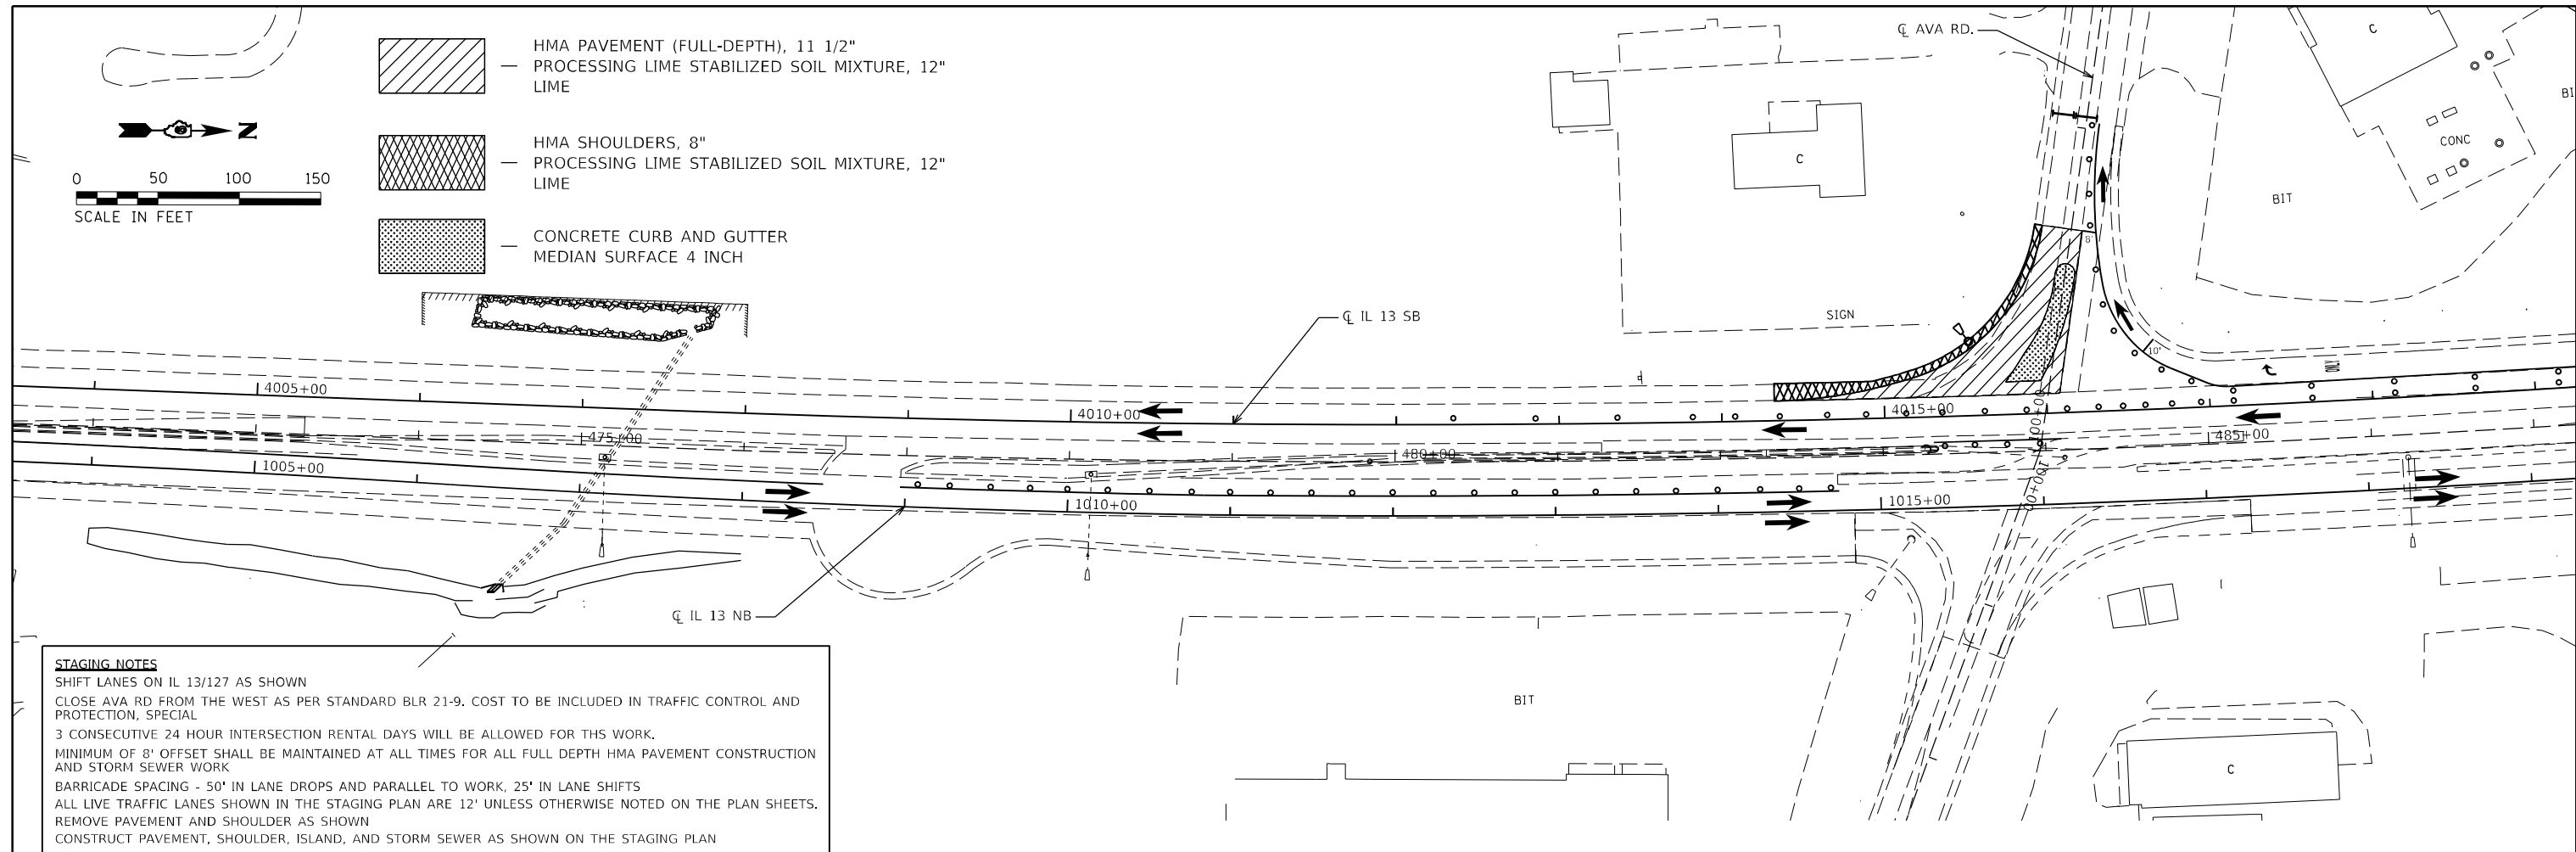 HMA PAVEMENT (FULL-DEPTH), 11 1/2"
PROCESSING LIME STABILIZED SOIL MIXTURE, 12"
LIME
HMA SHOULDERS, 8"
PROCESSING LIME STABILIZED SOIL MIXTURE, 12"
LIME
CONCRETE CURB AND GUTTER
MEDIAN SURFACE 4 INCH
N
0 50 100 150
SCALE IN FEET
℄ AVA RD.
C
C
CONC
BIT
BI
SIGN
8'
10'
℄ IL 13 SB
4005+00
4010+00
4015+00
475+00
480+00
485+00
100+00
100+00
1005+00
1010+00
1015+00
℄ IL 13 NB
BIT
C
STAGING NOTES
SHIFT LANES ON IL 13/127 AS SHOWN
CLOSE AVA RD FROM THE WEST AS PER STANDARD BLR 21-9. COST TO BE INCLUDED IN TRAFFIC CONTROL AND
PROTECTION, SPECIAL
3 CONSECUTIVE 24 HOUR INTERSECTION RENTAL DAYS WILL BE ALLOWED FOR THS WORK.
MINIMUM OF 8' OFFSET SHALL BE MAINTAINED AT ALL TIMES FOR ALL FULL DEPTH HMA PAVEMENT CONSTRUCTION
AND STORM SEWER WORK
BARRICADE SPACING - 50' IN LANE DROPS AND PARALLEL TO WORK, 25' IN LANE SHIFTS
ALL LIVE TRAFFIC LANES SHOWN IN THE STAGING PLAN ARE 12' UNLESS OTHERWISE NOTED ON THE PLAN SHEETS.
REMOVE PAVEMENT AND SHOULDER AS SHOWN
CONSTRUCT PAVEMENT, SHOULDER, ISLAND, AND STORM SEWER AS SHOWN ON THE STAGING PLAN